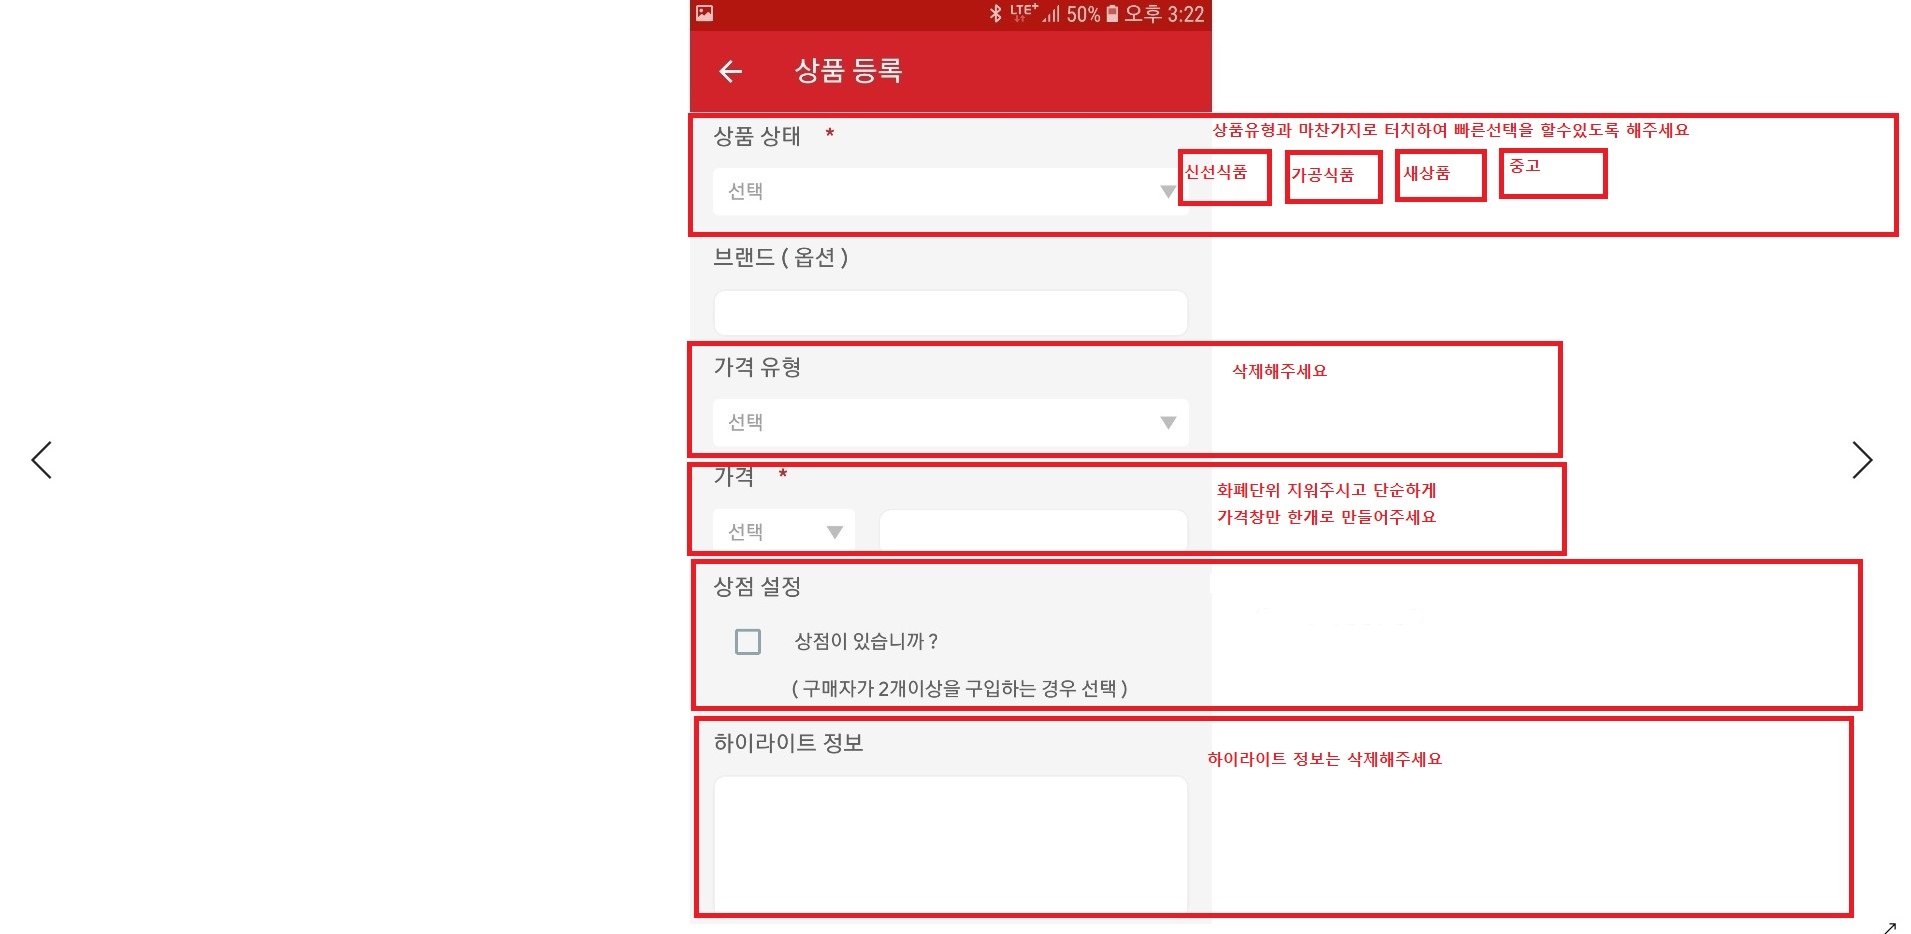 LTE+ 50% 오후 3:22
상품 등록
상품 상태 *
상품유형과 마찬가지로 터치하여 빠른선택을 할수있도록 해주세요
선택
신선식품
가공식품
새상품
중고
브랜드 ( 옵션 )
가격 유형
삭제해주세요
선택
가격 *
화폐단위 지워주시고 단순하게
가격창만 한개로 만들어주세요
선택
상점 설정
상점이 있습니까 ?
( 구매자가 2개이상을 구입하는 경우 선택 )
하이라이트 정보
하이라이트 정보는 삭제해주세요